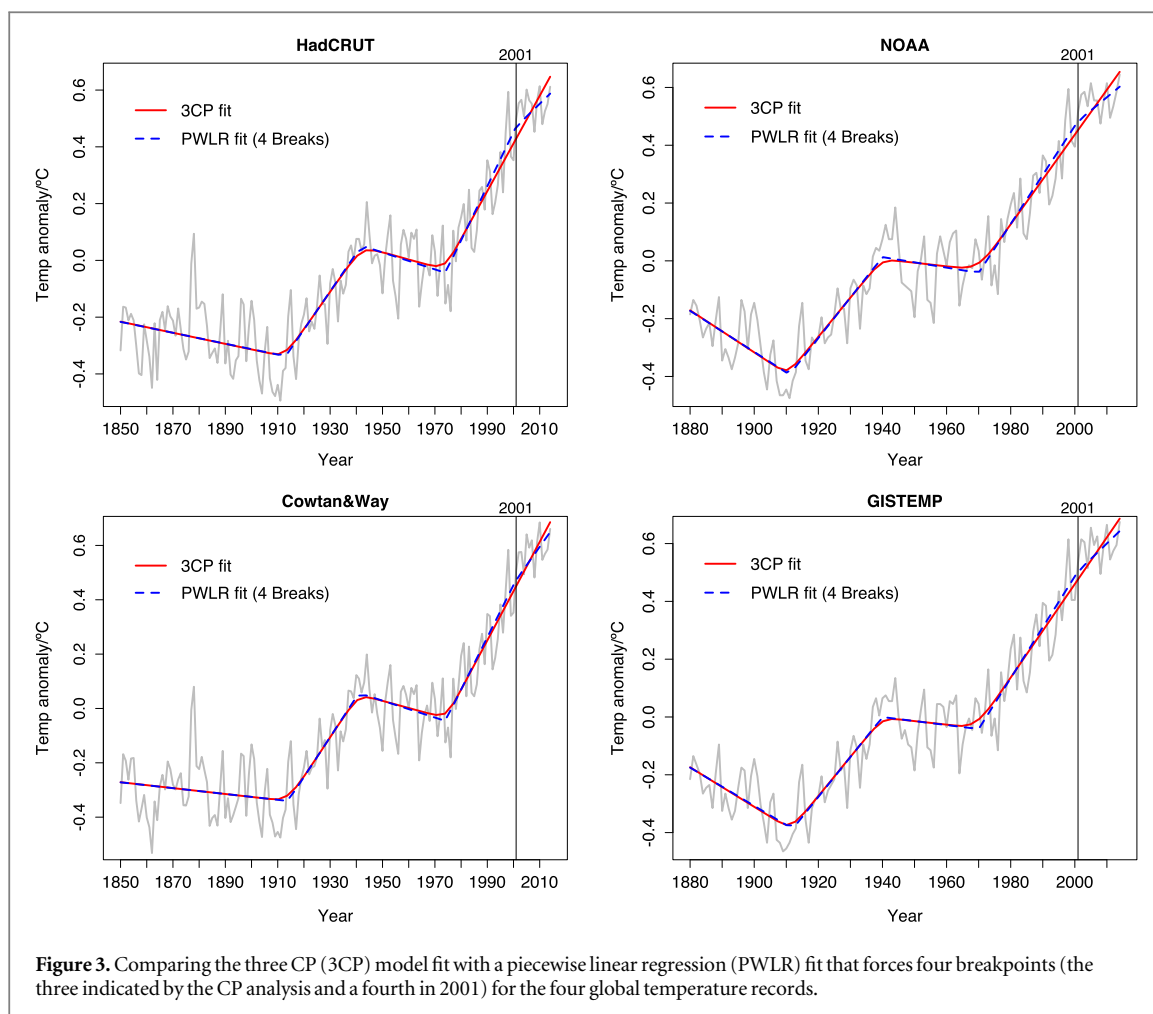 HadCRUT
2001
3CP fit
PWLR fit (4 Breaks)
Temp anomaly/ºC
0.6
0.4
0.2
0.0
-0.2
-0.4
1850 1870 1890 1910 1930 1950 1970 1990 2010
Year
NOAA
2001
3CP fit
PWLR fit (4 Breaks)
Temp anomaly/ºC
0.6
0.4
0.2
0.0
-0.2
-0.4
1880 1900 1920 1940 1960 1980 2000
Year
Cowtan&Way
2001
3CP fit
PWLR fit (4 Breaks)
Temp anomaly/ºC
0.6
0.4
0.2
0.0
-0.2
-0.4
1850 1870 1890 1910 1930 1950 1970 1990 2010
Year
GISTEMP
2001
3CP fit
PWLR fit (4 Breaks)
Temp anomaly/ºC
0.6
0.4
0.2
0.0
-0.2
-0.4
1880 1900 1920 1940 1960 1980 2000
Year
Figure 3. Comparing the three CP (3CP) model fit with a piecewise linear regression (PWLR) fit that forces four breakpoints (the
three indicated by the CP analysis and a fourth in 2001) for the four global temperature records.